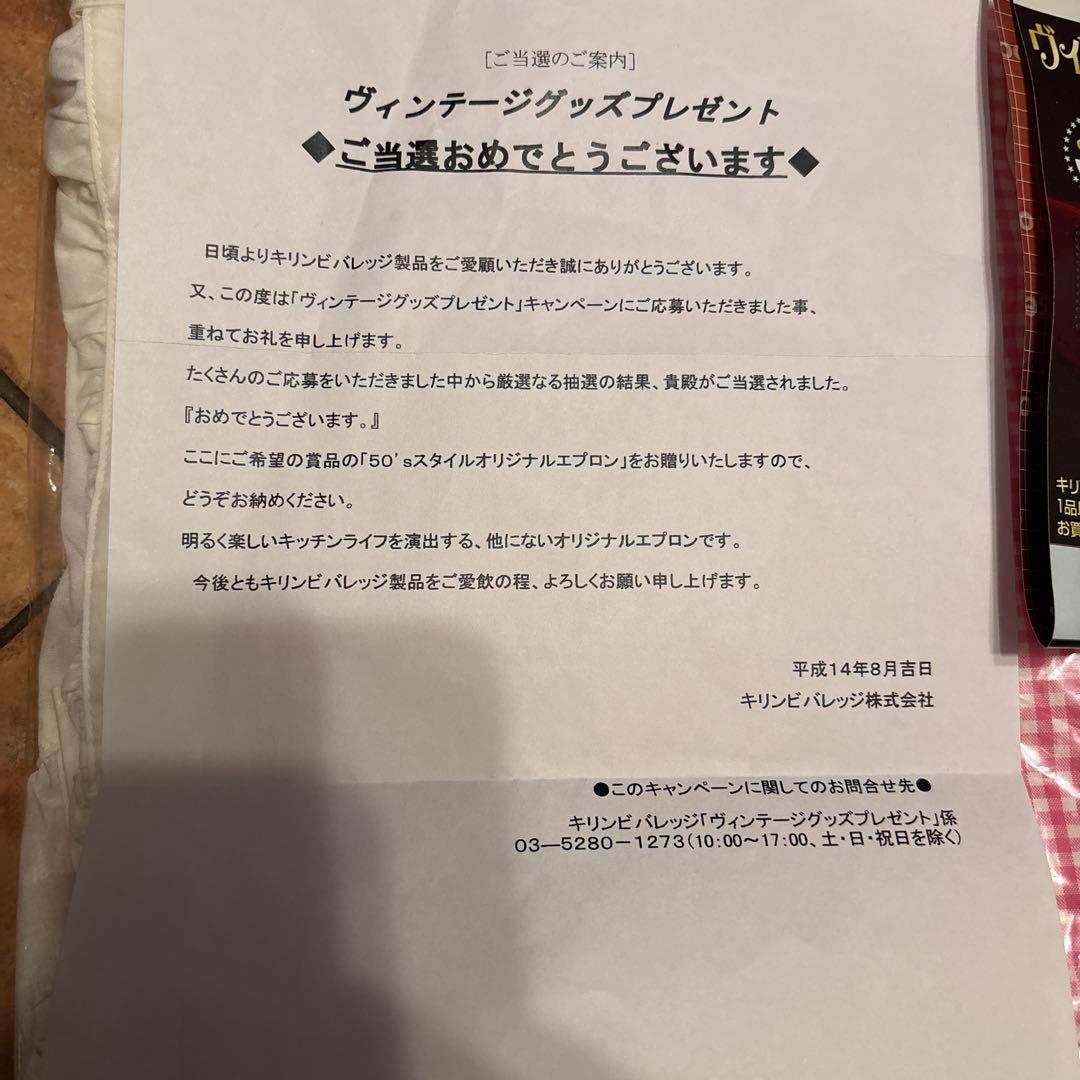 [ご当選のご案内]
ヴィンテージグッズプレゼント
◆ご当選おめでとうございます◆
日頃よりキリンビバレッジ製品をご愛顧いただき誠にありがとうございます。
又、この度は「ヴィンテージグッズプレゼント」キャンペーンにご応募いただきました事、
重ねてお礼を申し上げます。
たくさんのご応募をいただきました中から厳選なる抽選の結果、貴殿がご当選されました。
『おめでとうございます。』
ここにご希望の賞品の「50'sスタイルオリジナルエプロン」をお贈りいたしますので、
どうぞお納めください。
明るく楽しいキッチンライフを演出する、他にないオリジナルエプロンです。
今後ともキリンビバレッジ製品をご愛飲の程、よろしくお願い申し上げます。
平成14年8月吉日
キリンビバレッジ株式会社
●このキャンペーンに関してのお問合せ先●
キリンビバレッジ「ヴィンテージグッズプレゼント」係
03―5280－1273(10:00～17:00、土・日・祝日を除く)
ヴィ
キリ
1品
お買